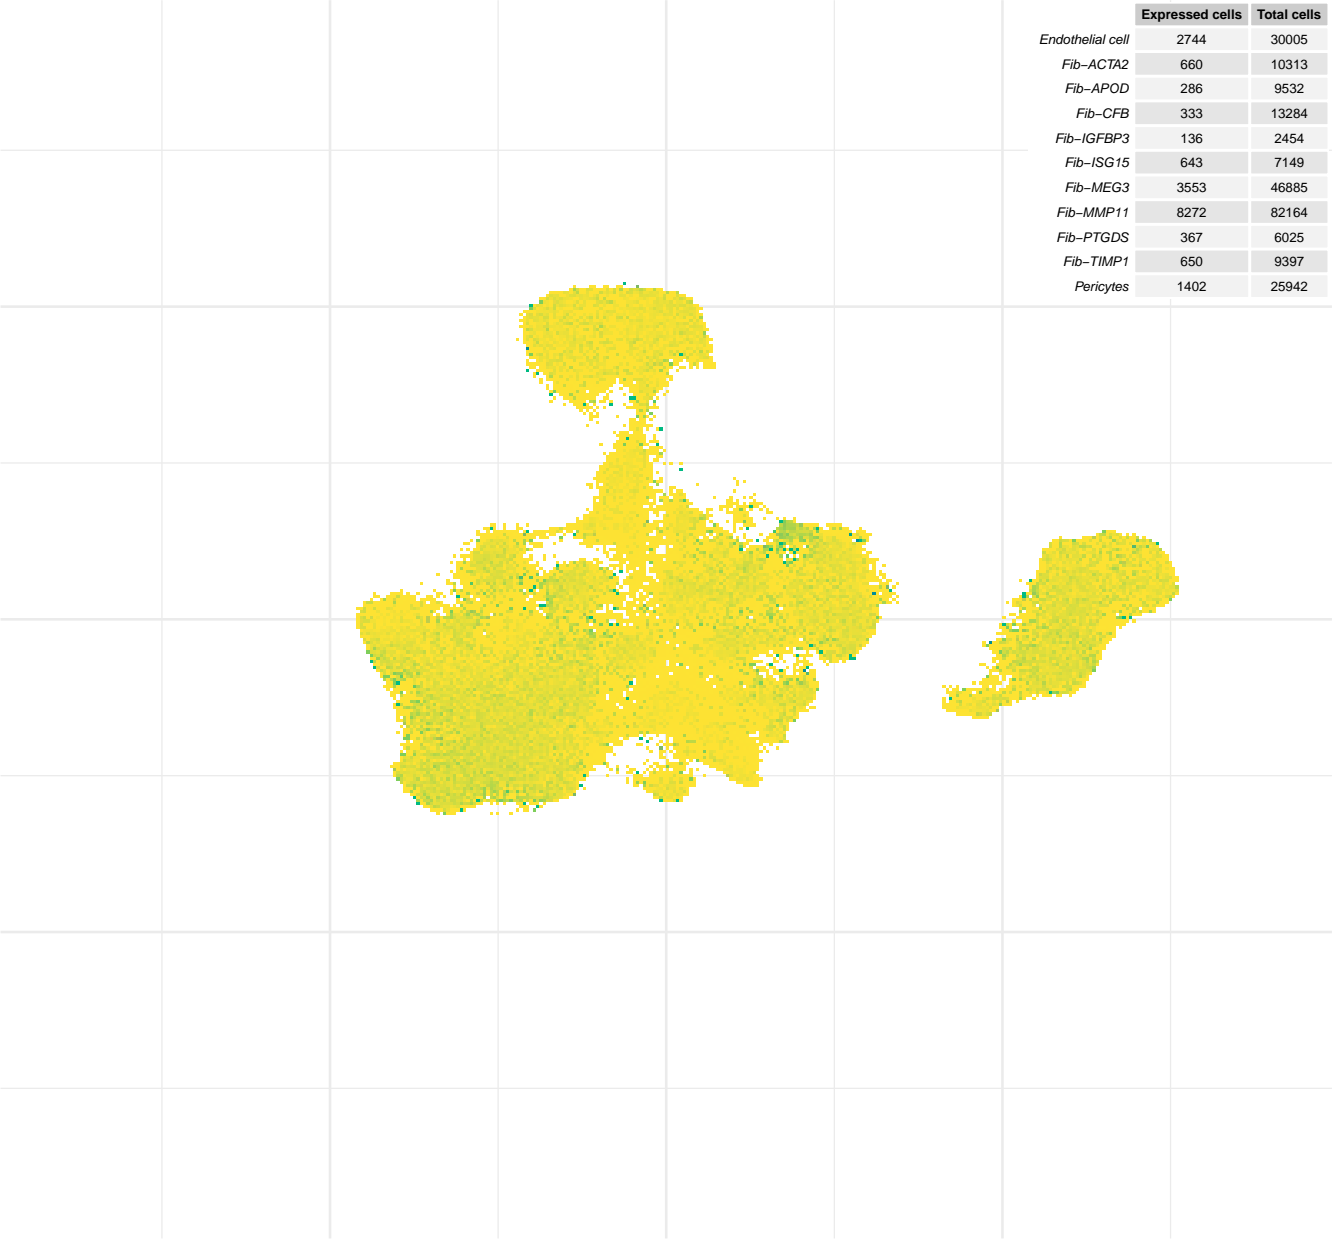 Expressed cells Total cells
Endothelial cell 2744 30005
Fib−ACTA2 660 10313
Fib−APOD 286 9532
Fib−CFB 333 13284
Fib−IGFBP3 136 2454
Fib−ISG15 643 7149
Fib−MEG3 3553 46885
Fib−MMP11 8272 82164
Fib−PTGDS 367 6025
Fib−TIMP1 650 9397
Pericytes 1402 25942